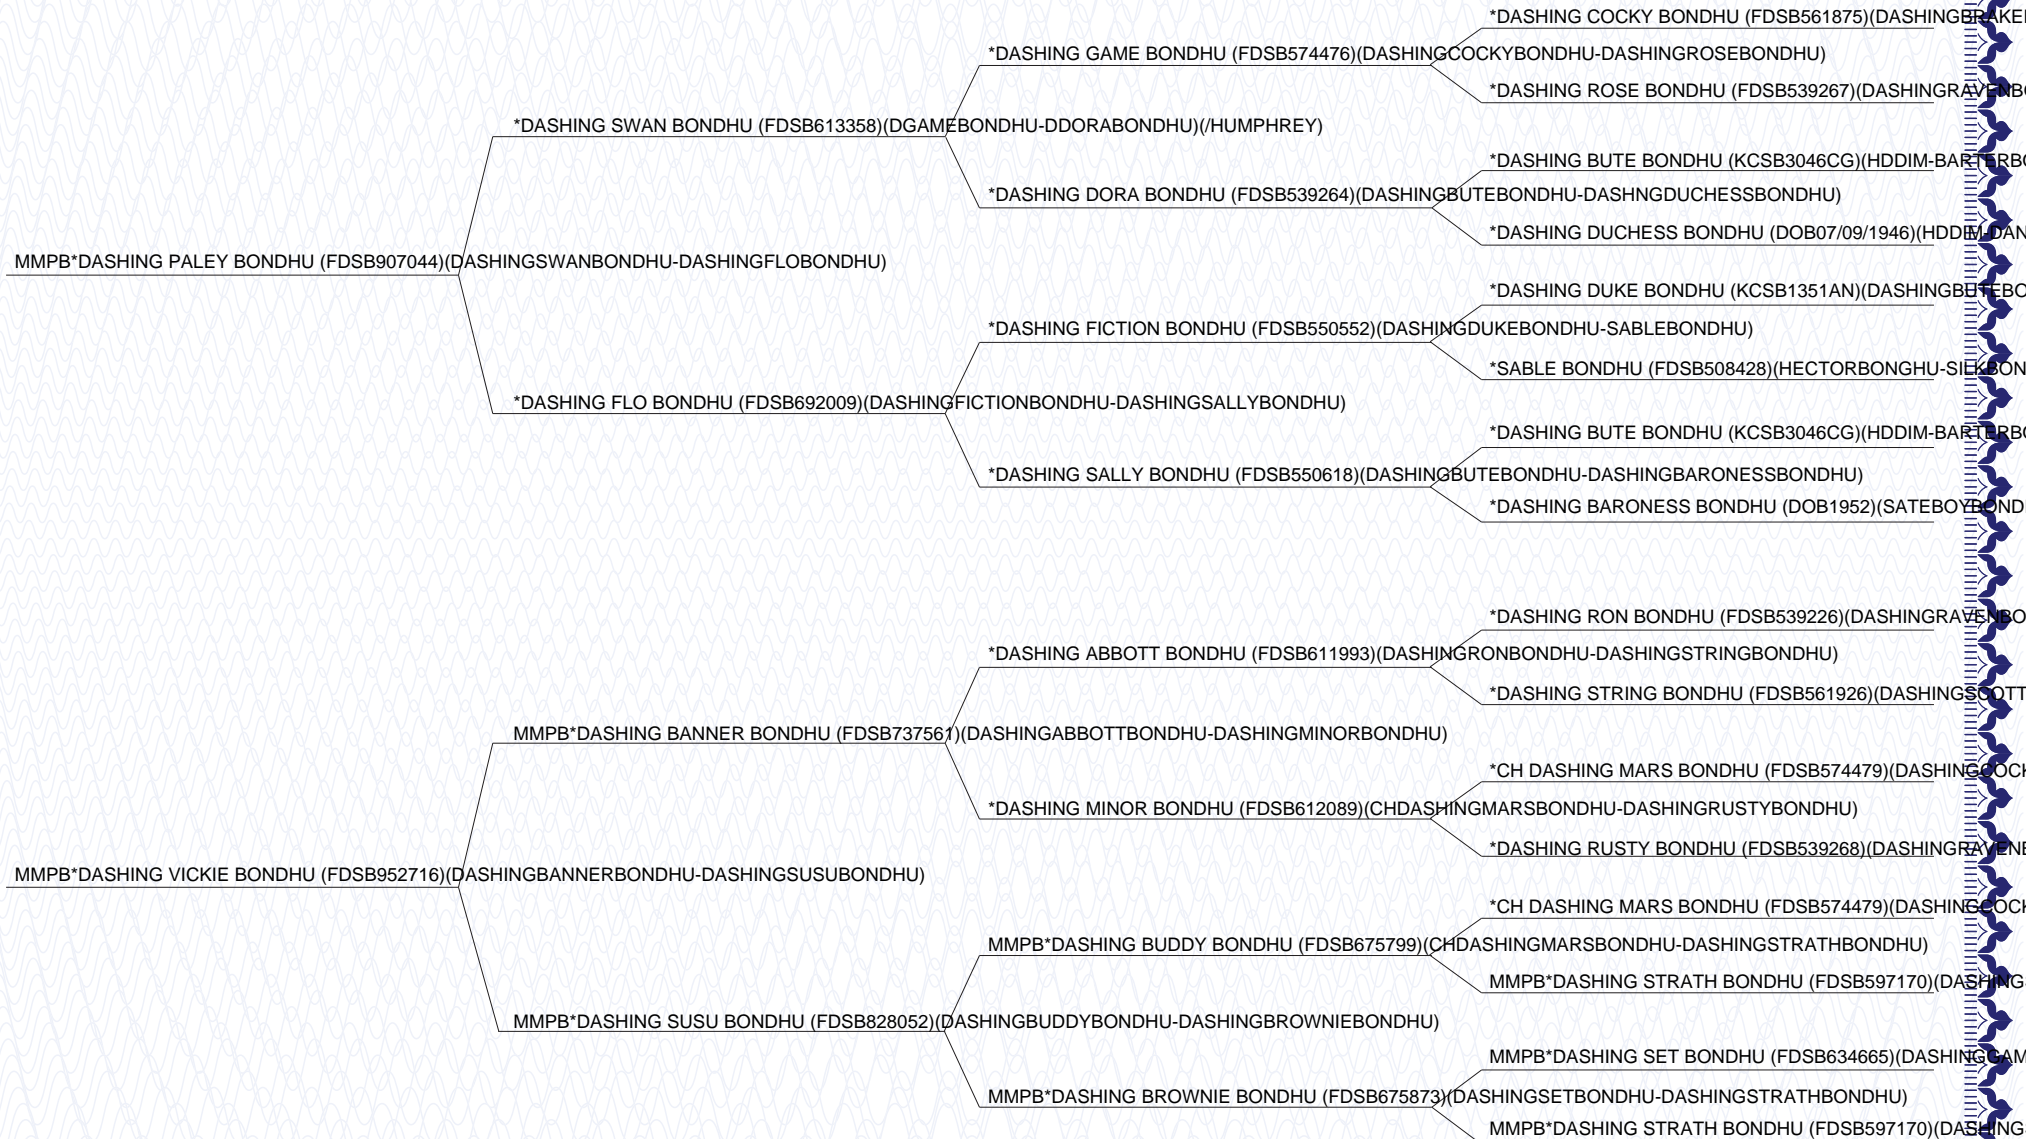 *DASHING COCKY BONDHU (FDSB561875)(DASHINGBRAKE
*DASHING GAME BONDHU (FDSB574476)(DASHINGCOCKYBONDHU-DASHINGROSEBONDHU)
*DASHING ROSE BONDHU (FDSB539267)(DASHINGRAVENB
*DASHING SWAN BONDHU (FDSB613358)(DGAMEBONDHU-DDORABONDHU)(/HUMPHREY)
*DASHING BUTE BONDHU (KCSB3046CG)(HDDIM-BARTERB
*DASHING DORA BONDHU (FDSB539264)(DASHINGBUTEBONDHU-DASHNGDUCHESSBONDHU)
*DASHING DUCHESS BONDHU (DOB07/09/1946)(HDDIM-DAN
MMPB*DASHING PALEY BONDHU (FDSB907044)(DASHINGSWANBONDHU-DASHINGFLOBONDHU)
*DASHING DUKE BONDHU (KCSB1351AN)(DASHINGBUTEBO
*DASHING FICTION BONDHU (FDSB550552)(DASHINGDUKEBONDHU-SABLEBONDHU)
*SABLE BONDHU (FDSB508428)(HECTORBONGHU-SILKBON
*DASHING FLO BONDHU (FDSB692009)(DASHINGFICTIONBONDHU-DASHINGSALLYBONDHU)
*DASHING BUTE BONDHU (KCSB3046CG)(HDDIM-BARTERB
*DASHING SALLY BONDHU (FDSB550618)(DASHINGBUTEBONDHU-DASHINGBARONESSBONDHU)
*DASHING BARONESS BONDHU (DOB1952)(SATEBOYBOND
*DASHING RON BONDHU (FDSB539226)(DASHINGRAVENBO
*DASHING ABBOTT BONDHU (FDSB611993)(DASHINGRONBONDHU-DASHINGSTRINGBONDHU)
*DASHING STRING BONDHU (FDSB561926)(DASHINGSCOTT
MMPB*DASHING BANNER BONDHU (FDSB737561)(DASHINGABBOTTBONDHU-DASHINGMINORBONDHU)
*CH DASHING MARS BONDHU (FDSB574479)(DASHINGCOCK
*DASHING MINOR BONDHU (FDSB612089)(CHDASHINGMARSBONDHU-DASHINGRUSTYBONDHU)
*DASHING RUSTY BONDHU (FDSB539268)(DASHINGRAVENB
MMPB*DASHING VICKIE BONDHU (FDSB952716)(DASHINGBANNERBONDHU-DASHINGSUSUBONDHU)
*CH DASHING MARS BONDHU (FDSB574479)(DASHINGCOCK
MMPB*DASHING BUDDY BONDHU (FDSB675799)(CHDASHINGMARSBONDHU-DASHINGSTRATHBONDHU)
MMPB*DASHING STRATH BONDHU (FDSB597170)(DASHING
MMPB*DASHING SUSU BONDHU (FDSB828052)(DASHINGBUDDYBONDHU-DASHINGBROWNIEBONDHU)
MMPB*DASHING SET BONDHU (FDSB634665)(DASHINGGAM
MMPB*DASHING BROWNIE BONDHU (FDSB675873)(DASHINGSETBONDHU-DASHINGSTRATHBONDHU)
MMPB*DASHING STRATH BONDHU (FDSB597170)(DASHING